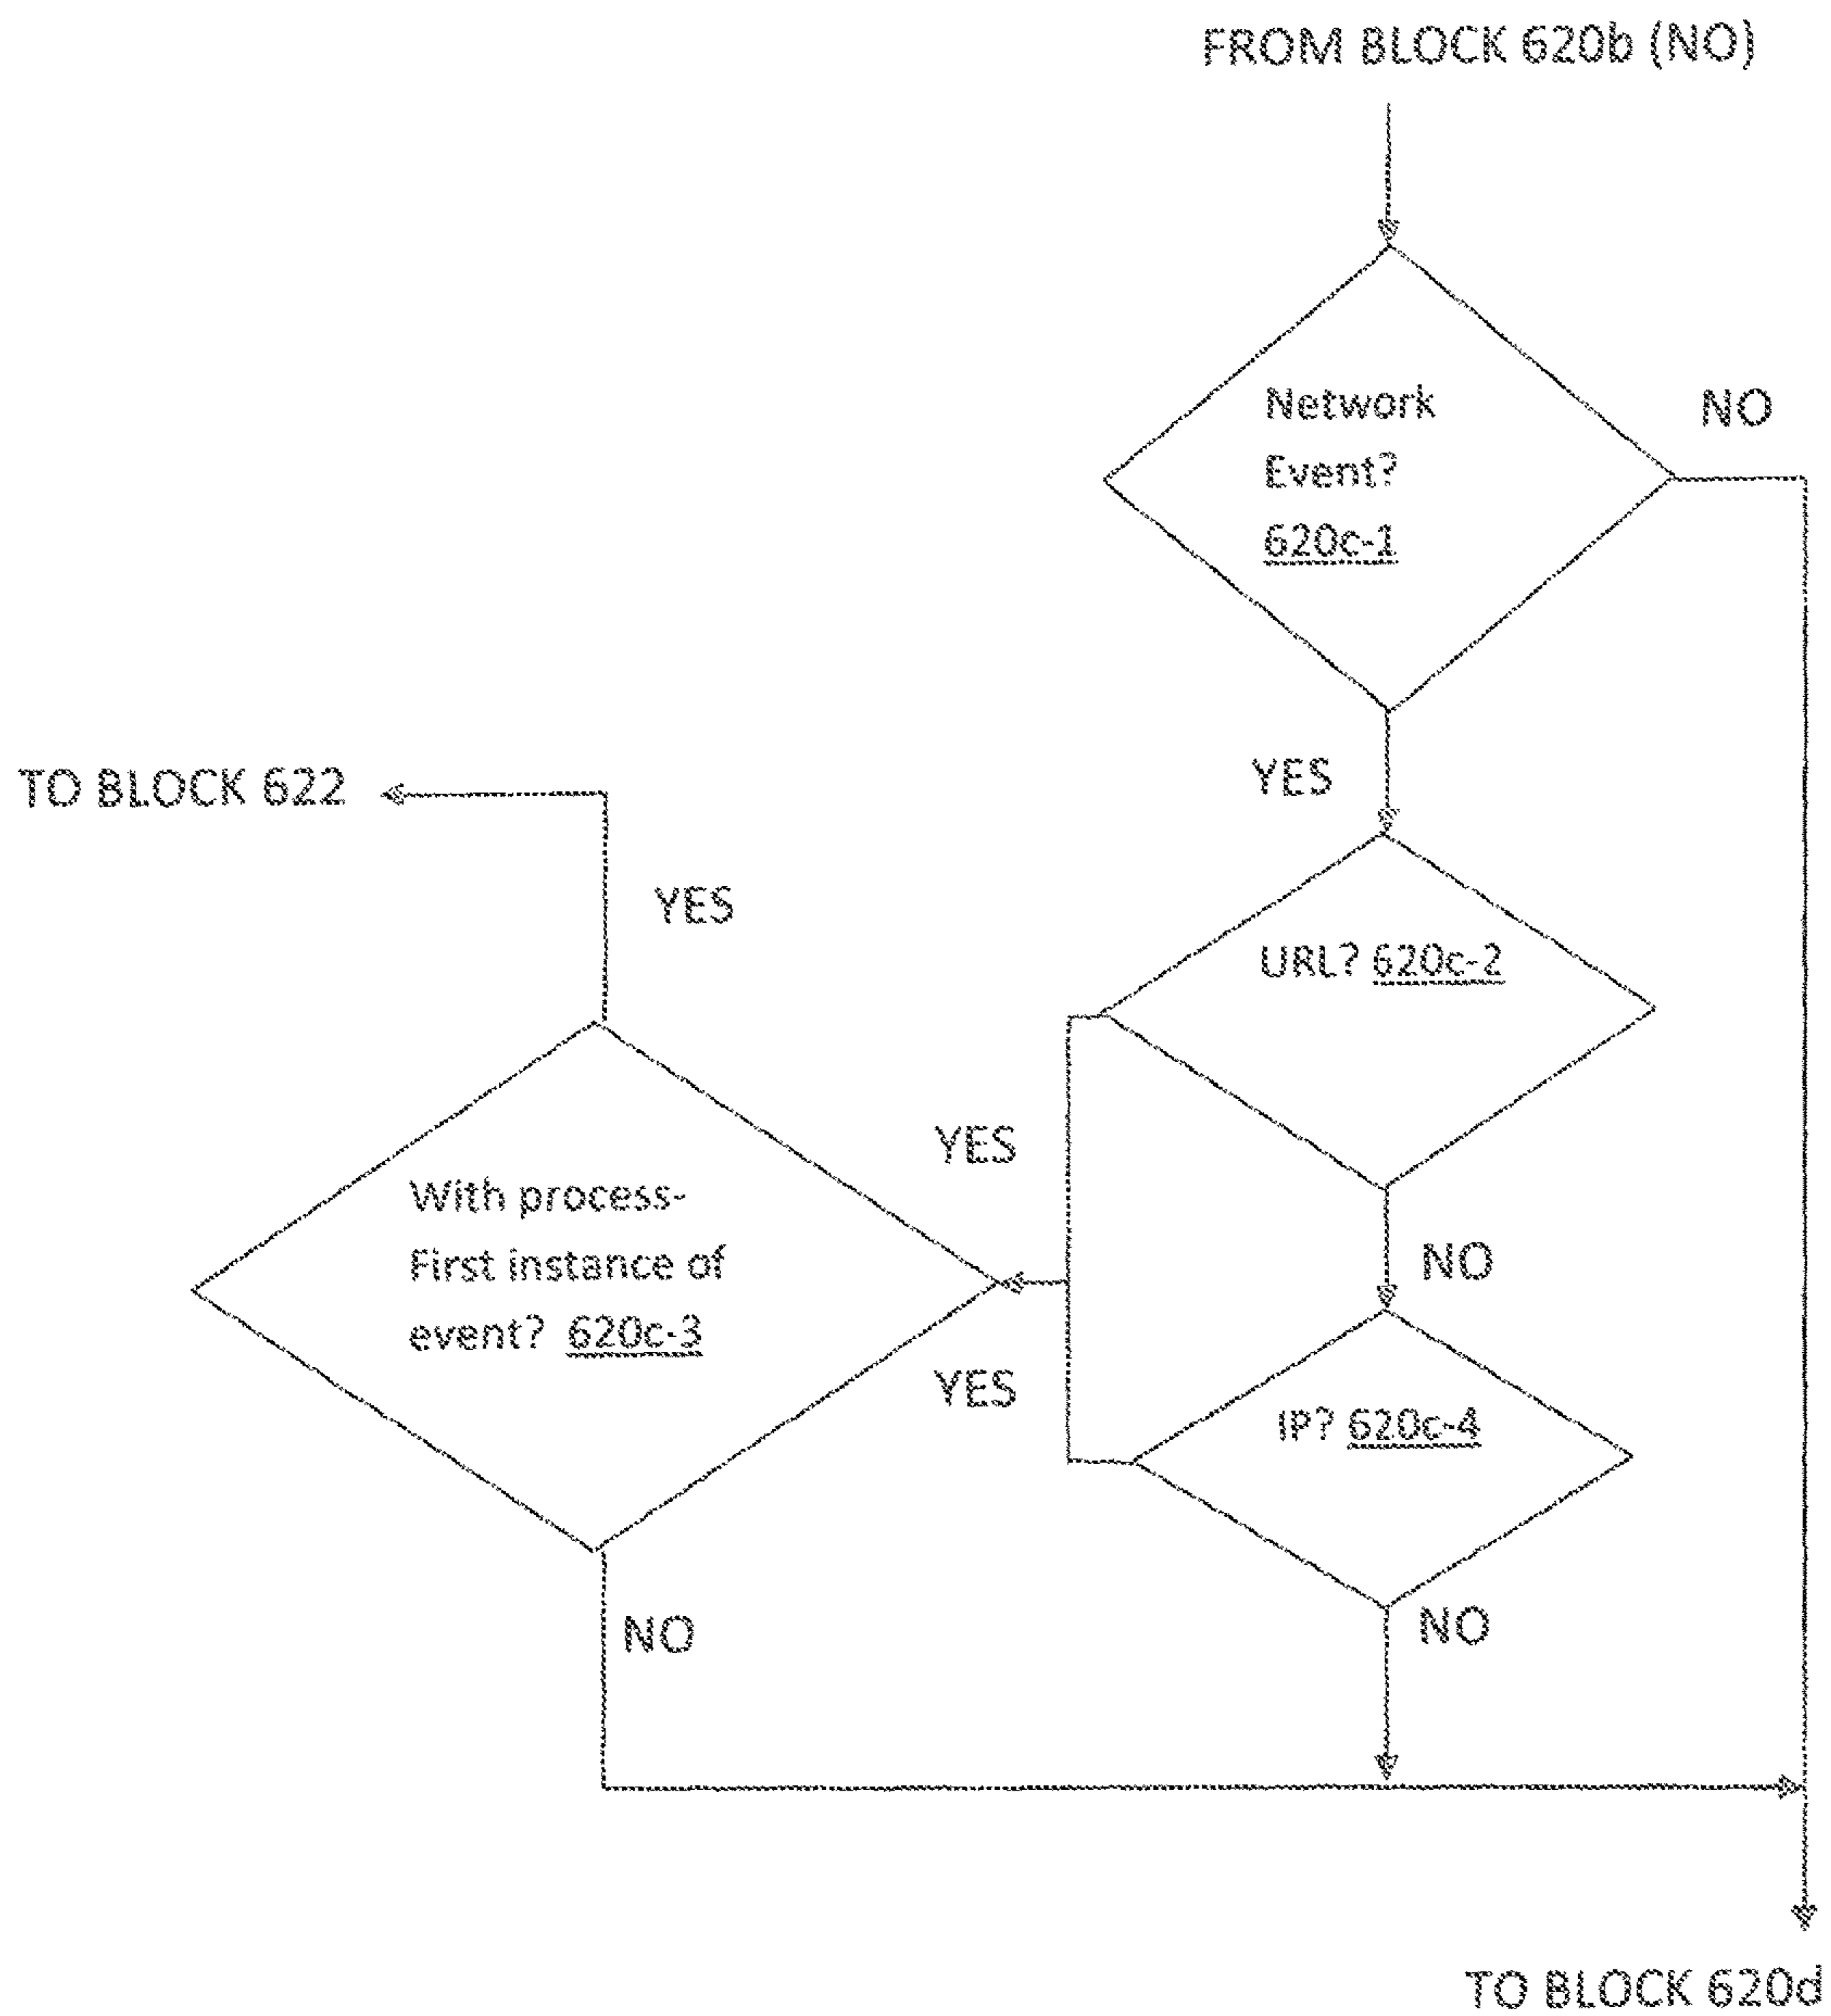 FROM BLOCK 620b (NO)
Network
Event?
620c-1
NO
YES
TO BLOCK 622
YES
URL? 620c-2
YES
With process-
First instance of
event? 620c-3
NO
YES
IP? 620c-4
NO
NO
TO BLOCK 620d